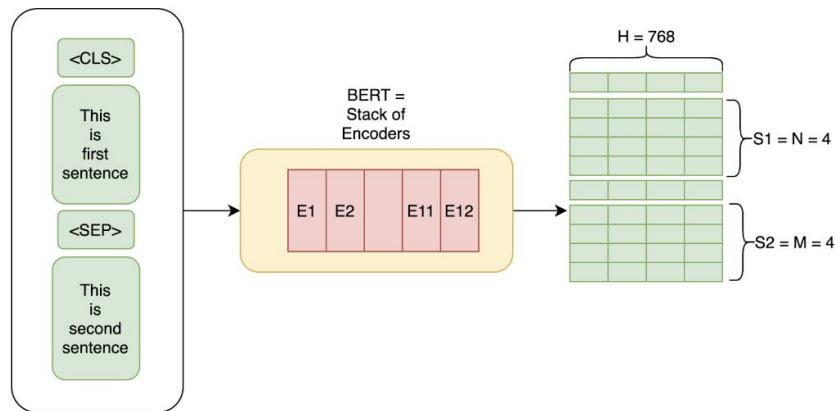 <CLS>
This
is
first
sentence
<SEP>
This
is
second
sentence
BERT =
Stack of
Encoders
E1
E2
E11
E12
H = 768
S1 = N = 4
S2 = M = 4